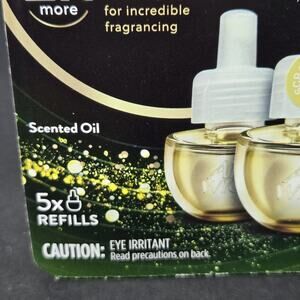 more
for incredible
fragrancing
Scented Oil
5x
REFILLS
CAUTION: EYE IRRITANT
Read precautions on back.